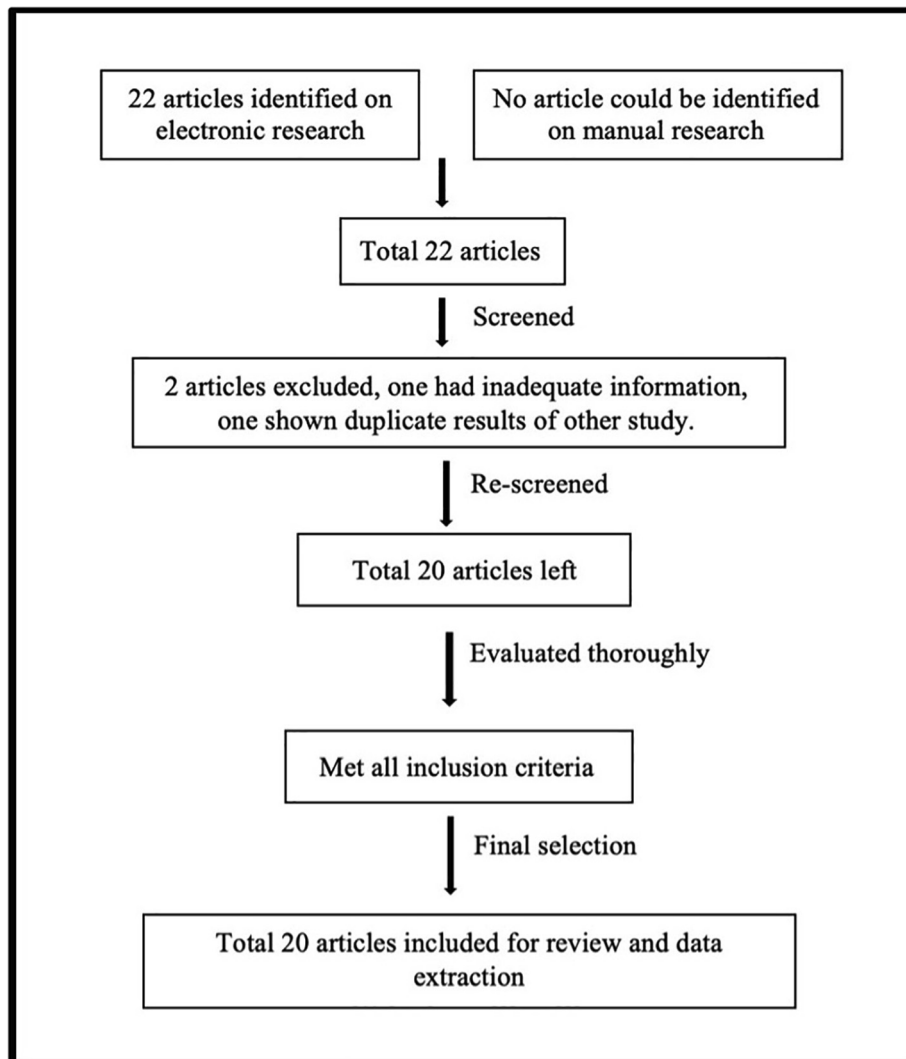 22 articles identified on
electronic research
No article could be identified
on manual research
Total 22 articles
Screened
2 articles excluded, one had inadequate information,
one shown duplicate results of other study.
Re-screened
Total 20 articles left
Evaluated thoroughly
Met all inclusion criteria
Final selection
Total 20 articles included for review and data
extraction